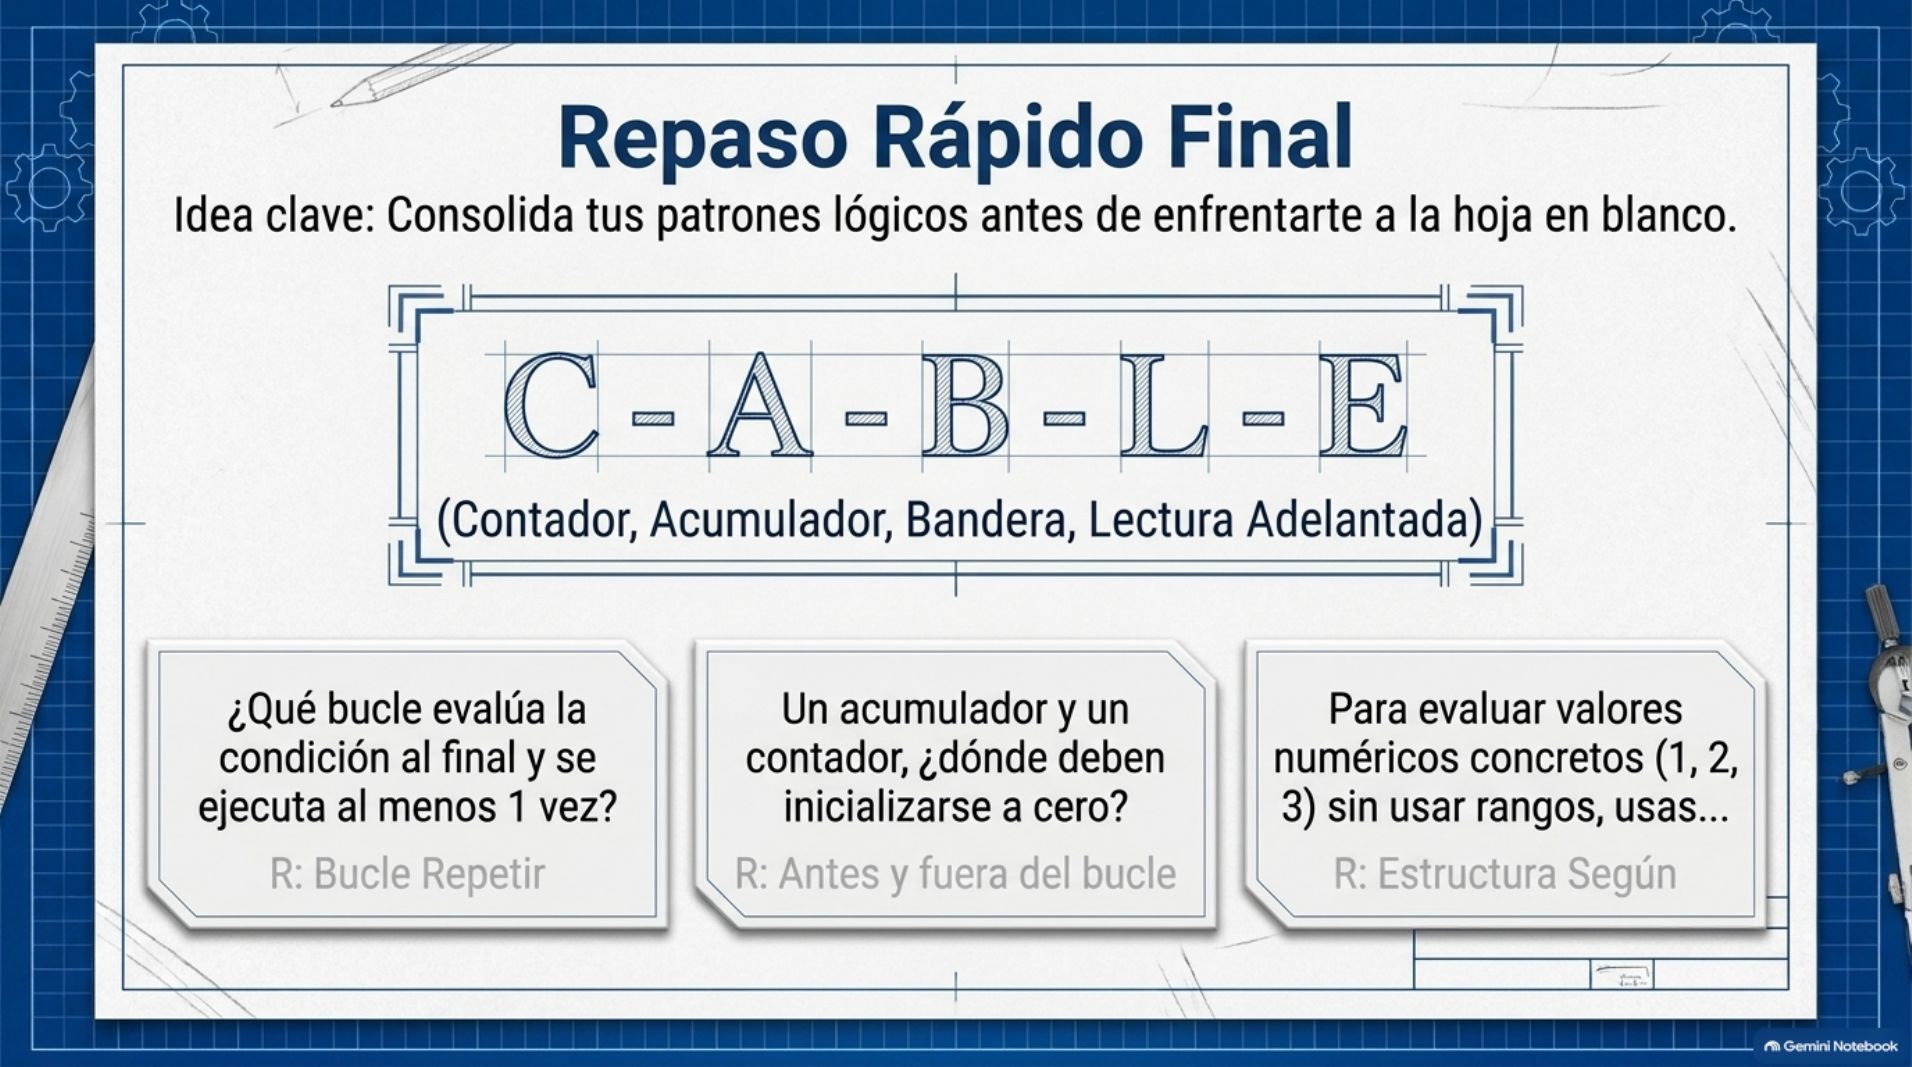 Repaso Rápido Final
Idea clave: Consolida tus patrones lógicos antes de enfrentarte a la hoja en blanco.
C - A - B - L - E
(Contador, Acumulador, Bandera, Lectura Adelantada)
¿Qué bucle evalúa la
condición al final y se
ejecuta al menos 1 vez?
R: Bucle Repetir
Un acumulador y un
contador, ¿dónde deben
inicializarse a cero?
R: Antes y fuera del bucle
Para evaluar valores
numéricos concretos (1, 2,
3) sin usar rangos, usas...
R: Estructura Según
Gemini Notebook